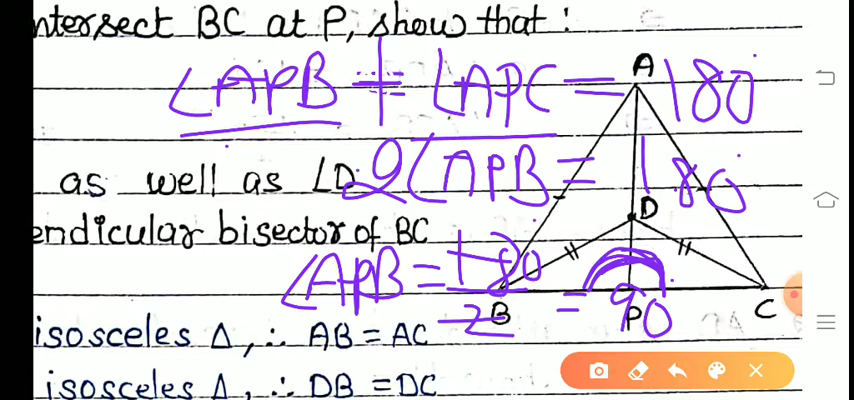 ntersect BC at P, show that :
∠APB + ∠APC = 180°
as well as ∠D
2∠APB = 180°
endicular bisector of BC
∠APB = 180/2 = 90
isosceles Δ, ∴ AB = AC
isosceles Δ, ∴ DB = DC
A
D
B
P
C